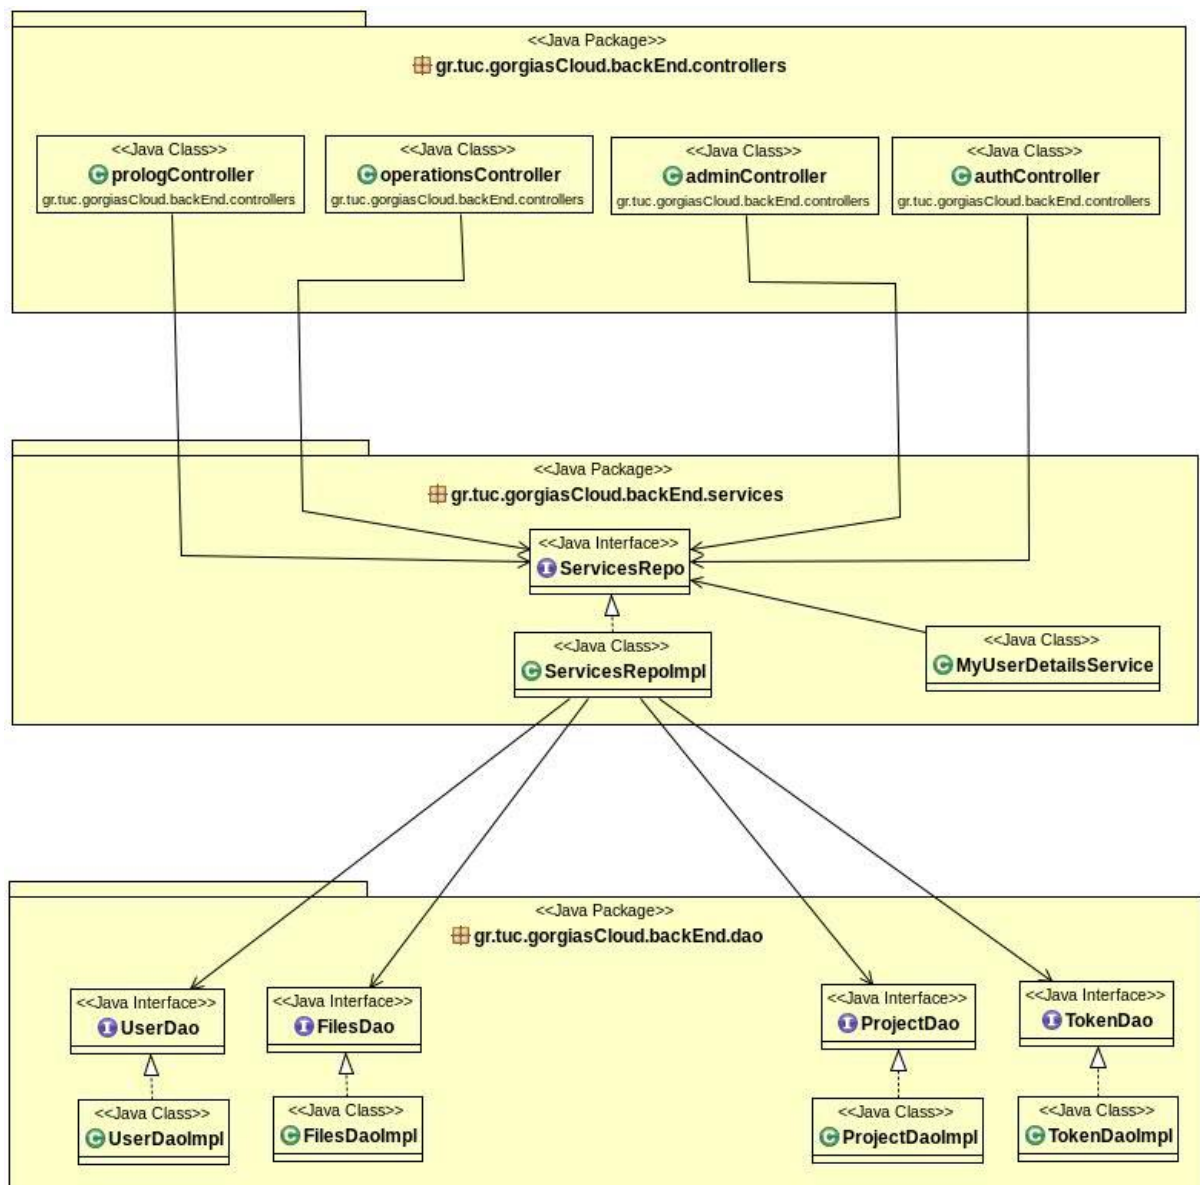 <<Java Package>>
gr.tuc.gorgiasCloud.backEnd.controllers
<<Java Class>>
prologController
gr.tuc.gorgiasCloud.backEnd.controllers
<<Java Class>>
operationsController
gr.tuc.gorgiasCloud.backEnd.controllers
<<Java Class>>
adminController
gr.tuc.gorgiasCloud.backEnd.controllers
<<Java Class>>
authController
gr.tuc.gorgiasCloud.backEnd.controllers
<<Java Package>>
gr.tuc.gorgiasCloud.backEnd.services
<<Java Interface>>
ServicesRepo
<<Java Class>>
ServicesRepoImpl
<<Java Class>>
MyUserDetailsService
<<Java Package>>
gr.tuc.gorgiasCloud.backEnd.dao
<<Java Interface>>
UserDao
<<Java Interface>>
FilesDao
<<Java Interface>>
ProjectDao
<<Java Interface>>
TokenDao
<<Java Class>>
UserDaoImpl
<<Java Class>>
FilesDaoImpl
<<Java Class>>
ProjectDaoImpl
<<Java Class>>
TokenDaoImpl